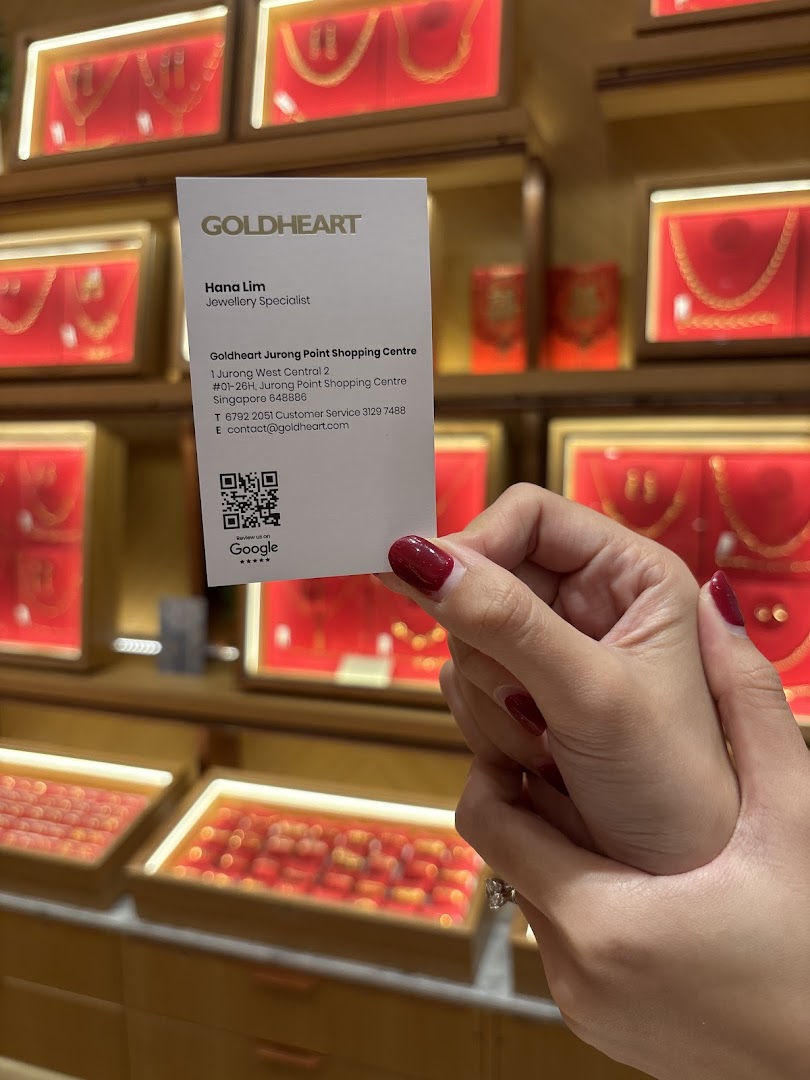 GOLDHEART
Hana Lim
Jewellery Specialist
Goldheart Jurong Point Shopping Centre
1 Jurong West Central 2
#01-26H, Jurong Point Shopping Centre
Singapore 648886
T 6792 2051 Customer Service 3129 7488
E contact@goldheart.com
Review us on
Google